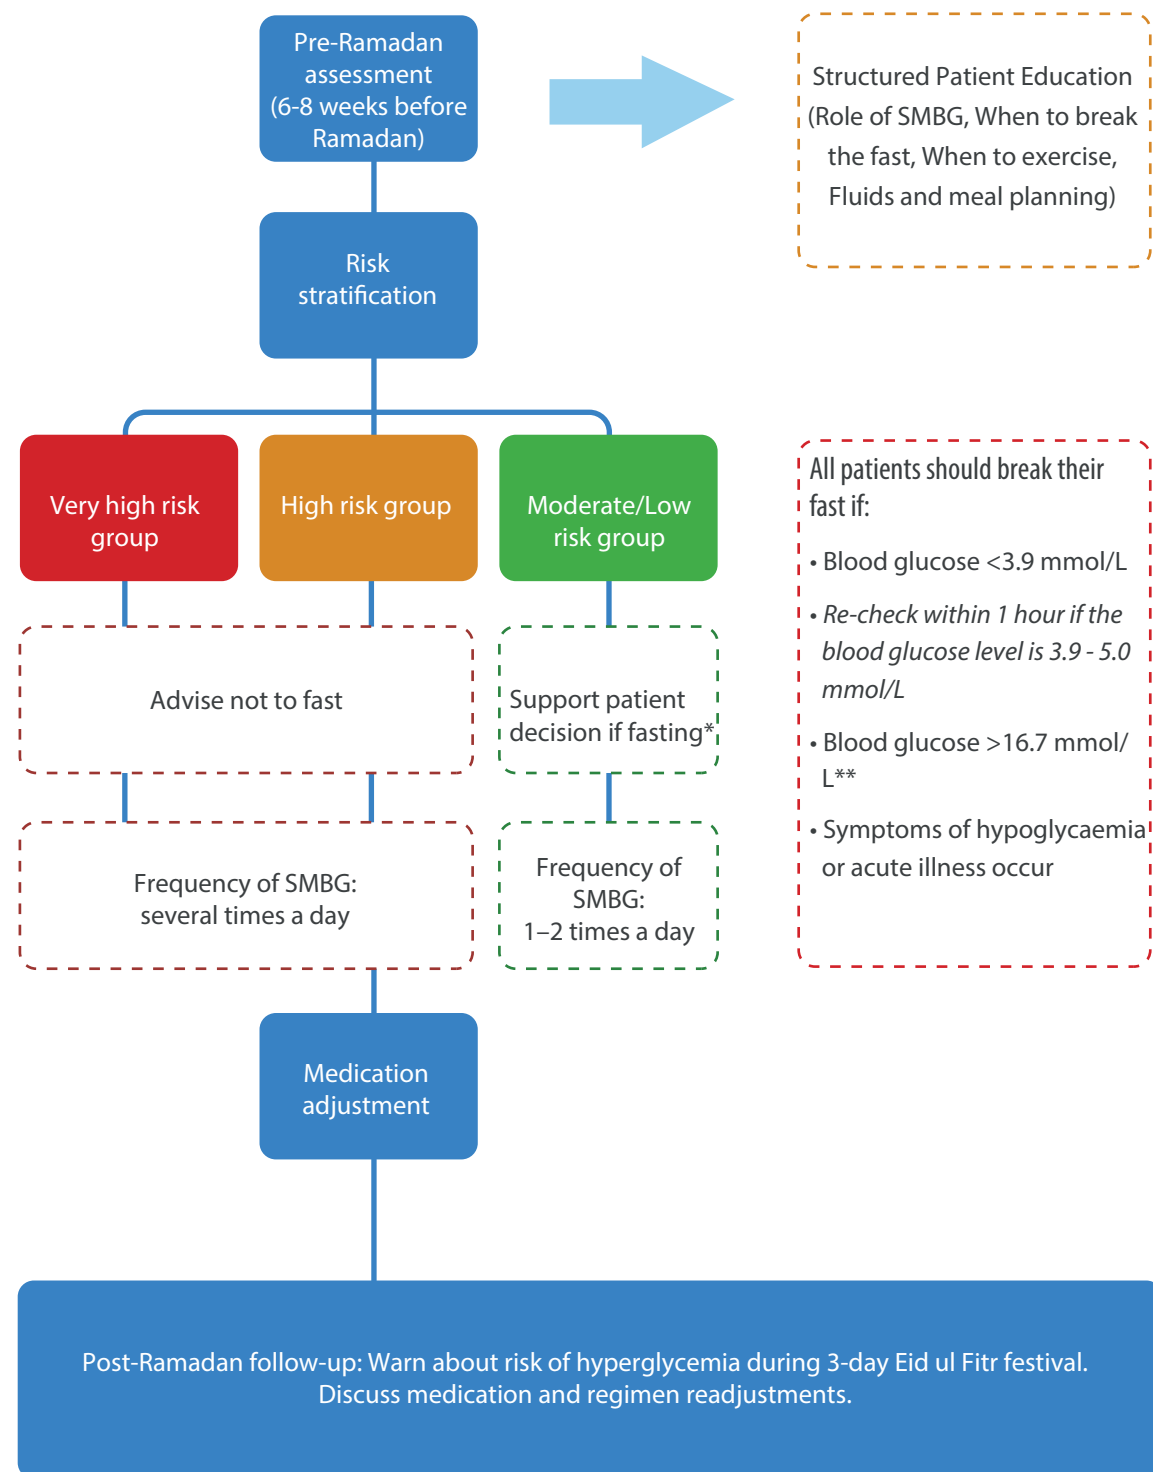 Pre-Ramadan
assessment
(6-8 weeks before
Ramadan)
Structured Patient Education
(Role of SMBG, When to break
the fast, When to exercise,
Fluids and meal planning)
Risk
stratification
Very high risk
group
High risk group
Moderate/Low
risk group
Advise not to fast
Support patient
decision if fasting*
Frequency of SMBG:
several times a day
Frequency of
SMBG:
1–2 times a day
All patients should break their
fast if:
• Blood glucose <3.9 mmol/L
• Re-check within 1 hour if the
blood glucose level is 3.9 - 5.0
mmol/L
• Blood glucose >16.7 mmol/
L**
• Symptoms of hypoglycaemia
or acute illness occur
Medication
adjustment
Post-Ramadan follow-up: Warn about risk of hyperglycemia during 3-day Eid ul Fitr festival.
Discuss medication and regimen readjustments.